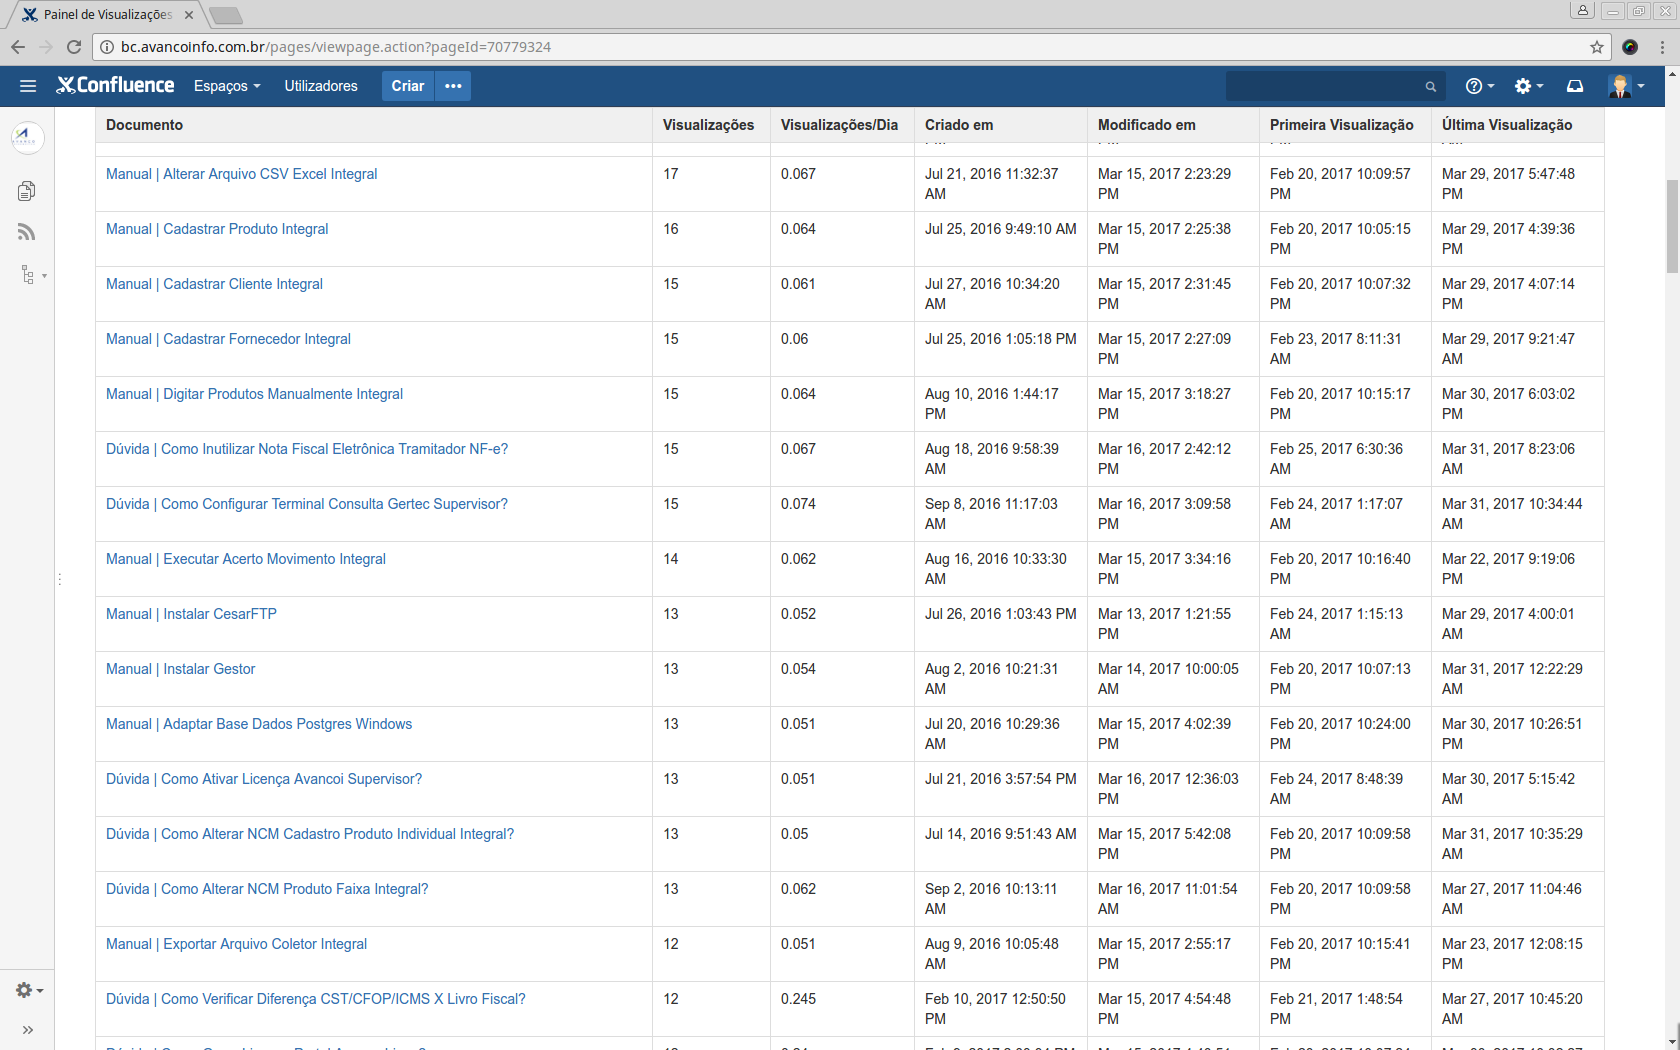 Painel de Visualizações
bc.avancoinfo.com.br/pages/viewpage.action?pageId=70779324
Confluence Espaços Utilizadores Criar •••
Documento Visualizações Visualizações/Dia Criado em Modificado em Primeira Visualização Última Visualização
Manual | Alterar Arquivo CSV Excel Integral 17 0.067 Jul 21, 2016 11:32:37 AM Mar 15, 2017 2:23:29 PM Feb 20, 2017 10:09:57 PM Mar 29, 2017 5:47:48 PM
Manual | Cadastrar Produto Integral 16 0.064 Jul 25, 2016 9:49:10 AM Mar 15, 2017 2:25:38 PM Feb 20, 2017 10:05:15 PM Mar 29, 2017 4:39:36 PM
Manual | Cadastrar Cliente Integral 15 0.061 Jul 27, 2016 10:34:20 AM Mar 15, 2017 2:31:45 PM Feb 20, 2017 10:07:32 PM Mar 29, 2017 4:07:14 PM
Manual | Cadastrar Fornecedor Integral 15 0.06 Jul 25, 2016 1:05:18 PM Mar 15, 2017 2:27:09 PM Feb 23, 2017 8:11:31 AM Mar 29, 2017 9:21:47 AM
Manual | Digitar Produtos Manualmente Integral 15 0.064 Aug 10, 2016 1:44:17 PM Mar 15, 2017 3:18:27 PM Feb 20, 2017 10:15:17 PM Mar 30, 2017 6:03:02 PM
Dúvida | Como Inutilizar Nota Fiscal Eletrônica Tramitador NF-e? 15 0.067 Aug 18, 2016 9:58:39 AM Mar 16, 2017 2:42:12 PM Feb 25, 2017 6:30:36 AM Mar 31, 2017 8:23:06 AM
Dúvida | Como Configurar Terminal Consulta Gertec Supervisor? 15 0.074 Sep 8, 2016 11:17:03 AM Mar 16, 2017 3:09:58 PM Feb 24, 2017 1:17:07 AM Mar 31, 2017 10:34:44 AM
Manual | Executar Acerto Movimento Integral 14 0.062 Aug 16, 2016 10:33:30 AM Mar 15, 2017 3:34:16 PM Feb 20, 2017 10:16:40 PM Mar 22, 2017 9:19:06 PM
Manual | Instalar CesarFTP 13 0.052 Jul 26, 2016 1:03:43 PM Mar 13, 2017 1:21:55 PM Feb 24, 2017 1:15:13 AM Mar 29, 2017 4:00:01 AM
Manual | Instalar Gestor 13 0.054 Aug 2, 2016 10:21:31 AM Mar 14, 2017 10:00:05 AM Feb 20, 2017 10:07:13 PM Mar 31, 2017 12:22:29 AM
Manual | Adaptar Base Dados Postgres Windows 13 0.051 Jul 20, 2016 10:29:36 AM Mar 15, 2017 4:02:39 PM Feb 20, 2017 10:24:00 PM Mar 30, 2017 10:26:51 PM
Dúvida | Como Ativar Licença Avancoi Supervisor? 13 0.051 Jul 21, 2016 3:57:54 PM Mar 16, 2017 12:36:03 PM Feb 24, 2017 8:48:39 AM Mar 30, 2017 5:15:42 AM
Dúvida | Como Alterar NCM Cadastro Produto Individual Integral? 13 0.05 Jul 14, 2016 9:51:43 AM Mar 15, 2017 5:42:08 PM Feb 20, 2017 10:09:58 PM Mar 31, 2017 10:35:29 AM
Dúvida | Como Alterar NCM Produto Faixa Integral? 13 0.062 Sep 2, 2016 10:13:11 AM Mar 16, 2017 11:01:54 AM Feb 20, 2017 10:09:58 PM Mar 27, 2017 11:04:46 AM
Manual | Exportar Arquivo Coletor Integral 12 0.051 Aug 9, 2016 10:05:48 AM Mar 15, 2017 2:55:17 PM Feb 20, 2017 10:15:41 PM Mar 23, 2017 12:08:15 PM
Dúvida | Como Verificar Diferença CST/CFOP/ICMS X Livro Fiscal? 12 0.245 Feb 10, 2017 12:50:50 PM Mar 15, 2017 4:54:48 PM Feb 21, 2017 1:48:54 PM Mar 27, 2017 10:45:20 AM